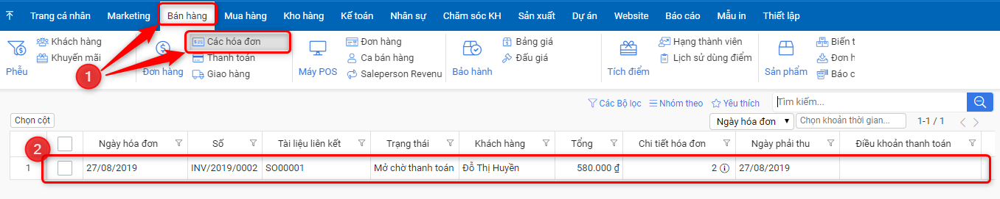 Trang cá nhân Marketing Bán hàng Mua hàng Kho hàng Kế toán Nhân sự Chăm sóc KH Sản xuất Dự án Website Báo cáo Mẫu in Thiết lập
Khách hàng Các hóa đơn Đơn hàng Bảng giá Hạng thành viên Biến t
Khuyến mãi Thanh toán Ca bán hàng Đấu giá Lịch sử dùng điểm Đơn h
Phễu 1 Đơn hàng Giao hàng Máy POS Saleperson Revenu Bảo hành Tích điểm Sản phẩm Báo c
Các Bộ lọc Nhóm theo Yêu thích Tìm kiếm...
Chọn cột Ngày hóa đơn Chọn khoản thời gian... 1-1 / 1
Ngày hóa đơn Số Tài liệu liên kết Trạng thái Khách hàng Tổng Chi tiết hóa đơn Ngày phải thu Điều khoản thanh toán
2
1 27/08/2019 INV/2019/0002 SO00001 Mở chờ thanh toán Đỗ Thị Huyền 580.000 ₫ 2 27/08/2019